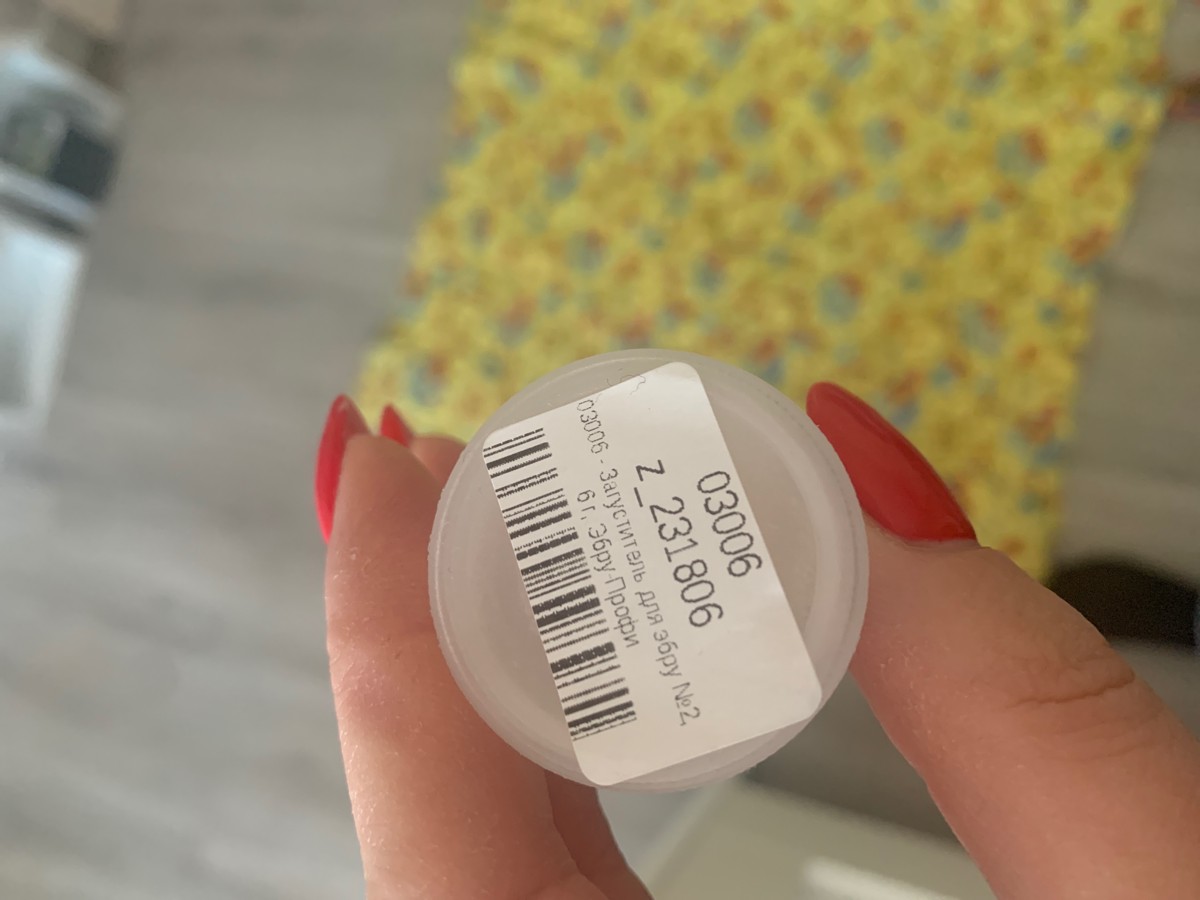 03006
z_231806
03006 - Загуститель для эбру №2,
6 г, Эбру-Профи